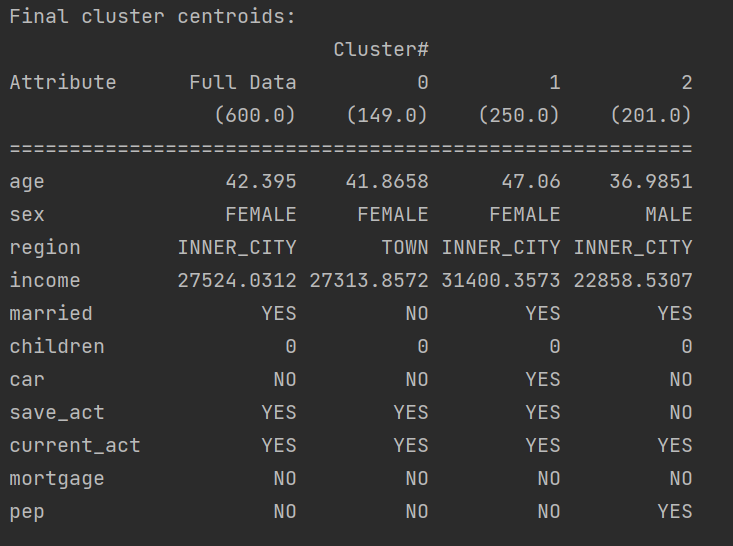 Final cluster centroids:
Cluster#
Attribute Full Data 0 1 2
(600.0) (149.0) (250.0) (201.0)
=========================================================
age 42.395 41.8658 47.06 36.9851
sex FEMALE FEMALE FEMALE MALE
region INNER_CITY TOWN INNER_CITY INNER_CITY
income 27524.0312 27313.8572 31400.3573 22858.5307
married YES NO YES YES
children 0 0 0 0
car NO NO YES NO
save_act YES YES YES NO
current_act YES YES YES YES
mortgage NO NO NO NO
pep NO NO NO YES